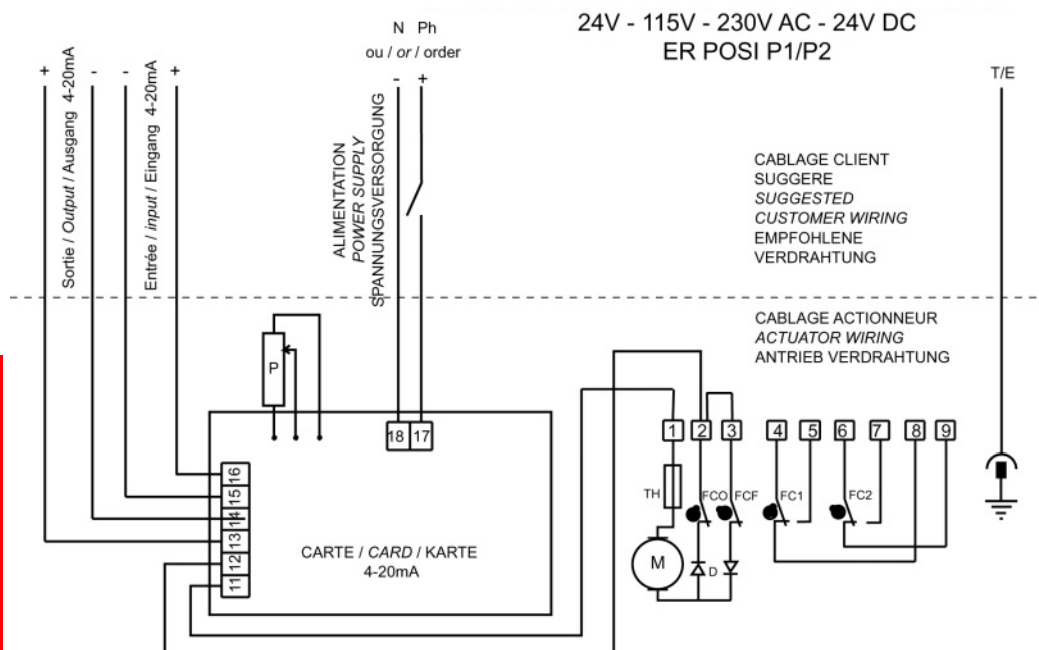 24V - 115V - 230V AC - 24V DC
ER POSI P1/P2
N Ph
ou / or / order
- +
+ - - +
T/E
Sortie / Output / Ausgang 4-20mA
Entrée / input / Eingang 4-20mA
ALIMENTATION
POWER SUPPLY
SPANNUNGSVERSORGUNG
CABLAGE CLIENT
SUGGERE
SUGGESTED
CUSTOMER WIRING
EMPFOHLENE
VERDRAHTUNG
CABLAGE ACTIONNEUR
ACTUATOR WIRING
ANTRIEB VERDRAHTUNG
P
18 17
1 2 3 4 5 6 7 8 9
16
15
14
13
12
11
TH
FCO
FCF
FC1
FC2
CARTE / CARD / KARTE
4-20mA
M
D